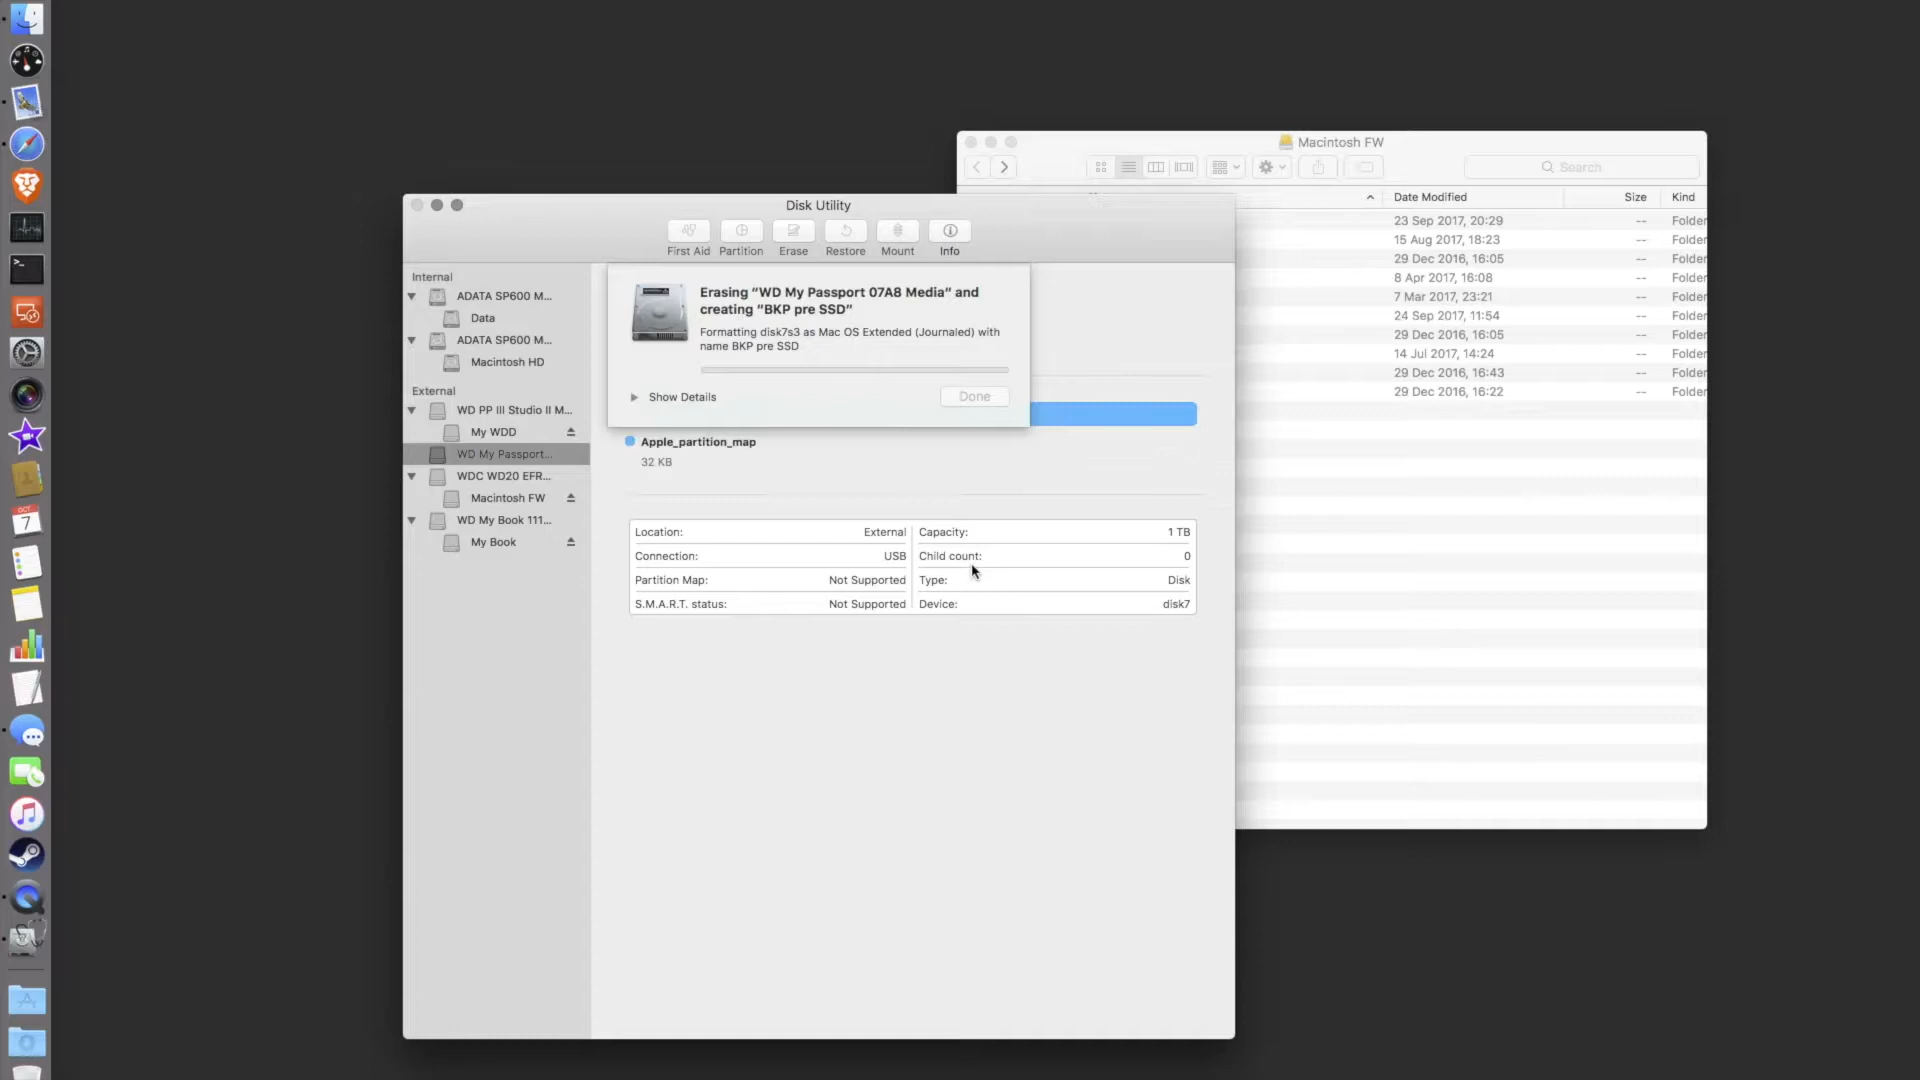 Macintosh FW
Search
Date Modified
Size
Kind
23 Sep 2017, 20:29
--
Folder
15 Aug 2017, 18:23
--
Folder
29 Dec 2016, 16:05
--
Folder
8 Apr 2017, 16:08
--
Folder
7 Mar 2017, 23:21
--
Folder
24 Sep 2017, 11:54
--
Folder
29 Dec 2016, 16:05
--
Folder
14 Jul 2017, 14:24
--
Folder
29 Dec 2016, 16:43
--
Folder
29 Dec 2016, 16:22
--
Folder
Disk Utility
First Aid
Partition
Erase
Restore
Mount
Info
Internal
ADATA SP600 M...
Data
ADATA SP600 M...
Macintosh HD
External
WD PP III Studio II M...
My WDD
WD My Passport...
WDC WD20 EFR...
Macintosh FW
WD My Book 111...
My Book
Erasing “WD My Passport 07A8 Media” and
creating “BKP pre SSD”
Formatting disk7s3 as Mac OS Extended (Journaled) with
name BKP pre SSD
Show Details
Done
Apple_partition_map
32 KB
Location:
External
Capacity:
1 TB
Connection:
USB
Child count:
0
Partition Map:
Not Supported
Type:
Disk
S.M.A.R.T. status:
Not Supported
Device:
disk7
OCT
7